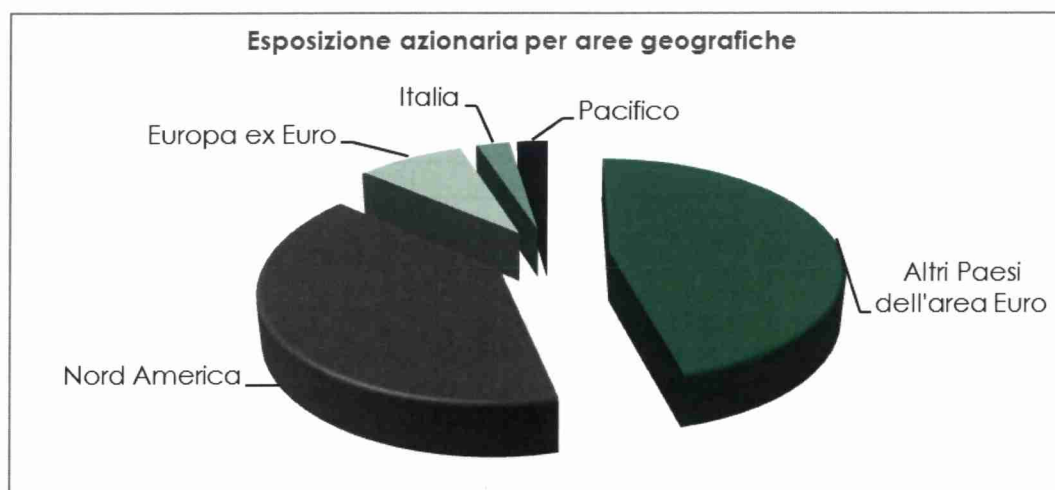 Esposizione azionaria per aree geografiche
Italia
Pacifico
Europa ex Euro
Altri Paesi
dell'area Euro
Nord America